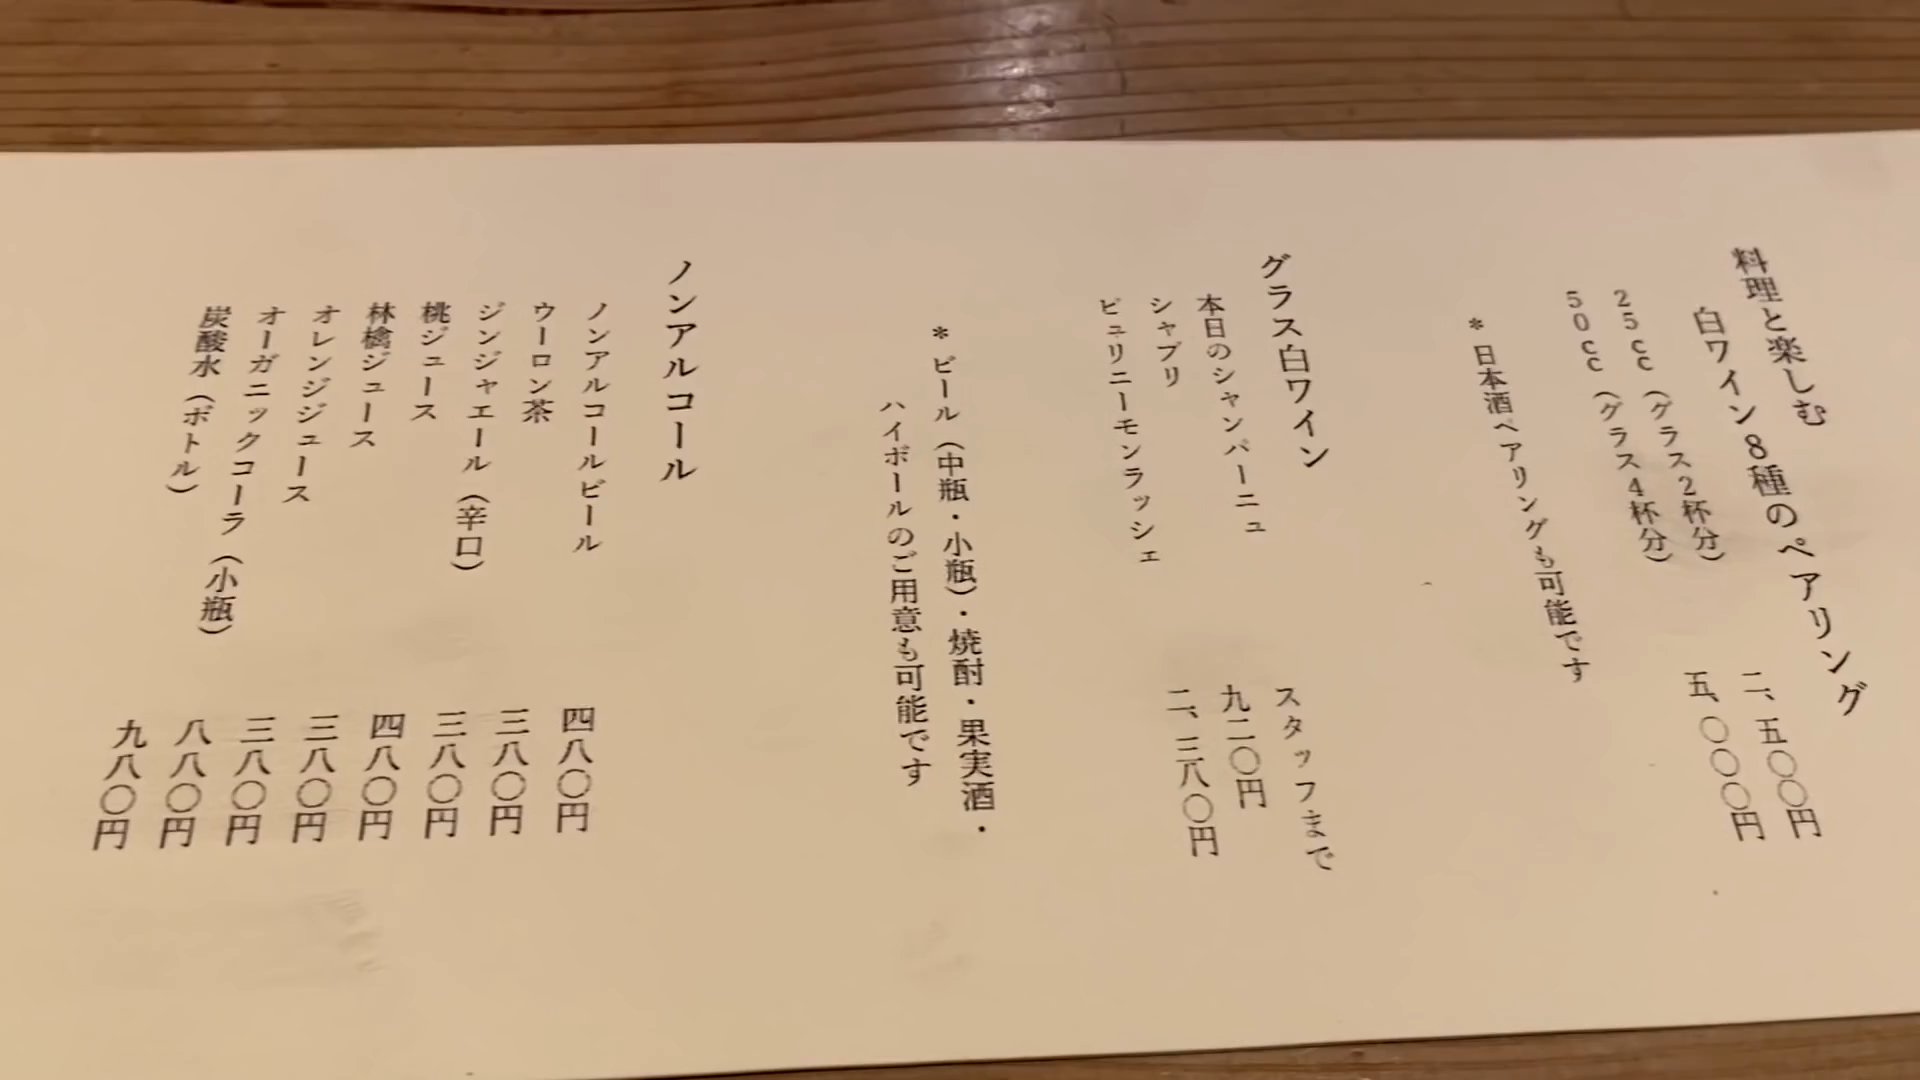 料理と楽しむ
白ワイン8種のペアリング
25cc(グラス2杯分) 二、五〇〇円
50cc(グラス4杯分) 五、〇〇〇円
*日本酒ペアリングも可能です
グラス白ワイン
本日のシャンパーニュ スタッフまで
シャブリ 九二〇円
ピュリニーモンラッシェ 二、三八〇円
*ビール(中瓶・小瓶)・焼酎・果実酒・
ハイボールのご用意も可能です
ノンアルコール
ノンアルコールビール 四八〇円
ウーロン茶 三八〇円
ジンジャエール(辛口) 三八〇円
桃ジュース 四八〇円
林檎ジュース 三八〇円
オレンジジュース 三八〇円
オーガニックコーラ(小瓶) 八八〇円
炭酸水(ボトル) 九八〇円